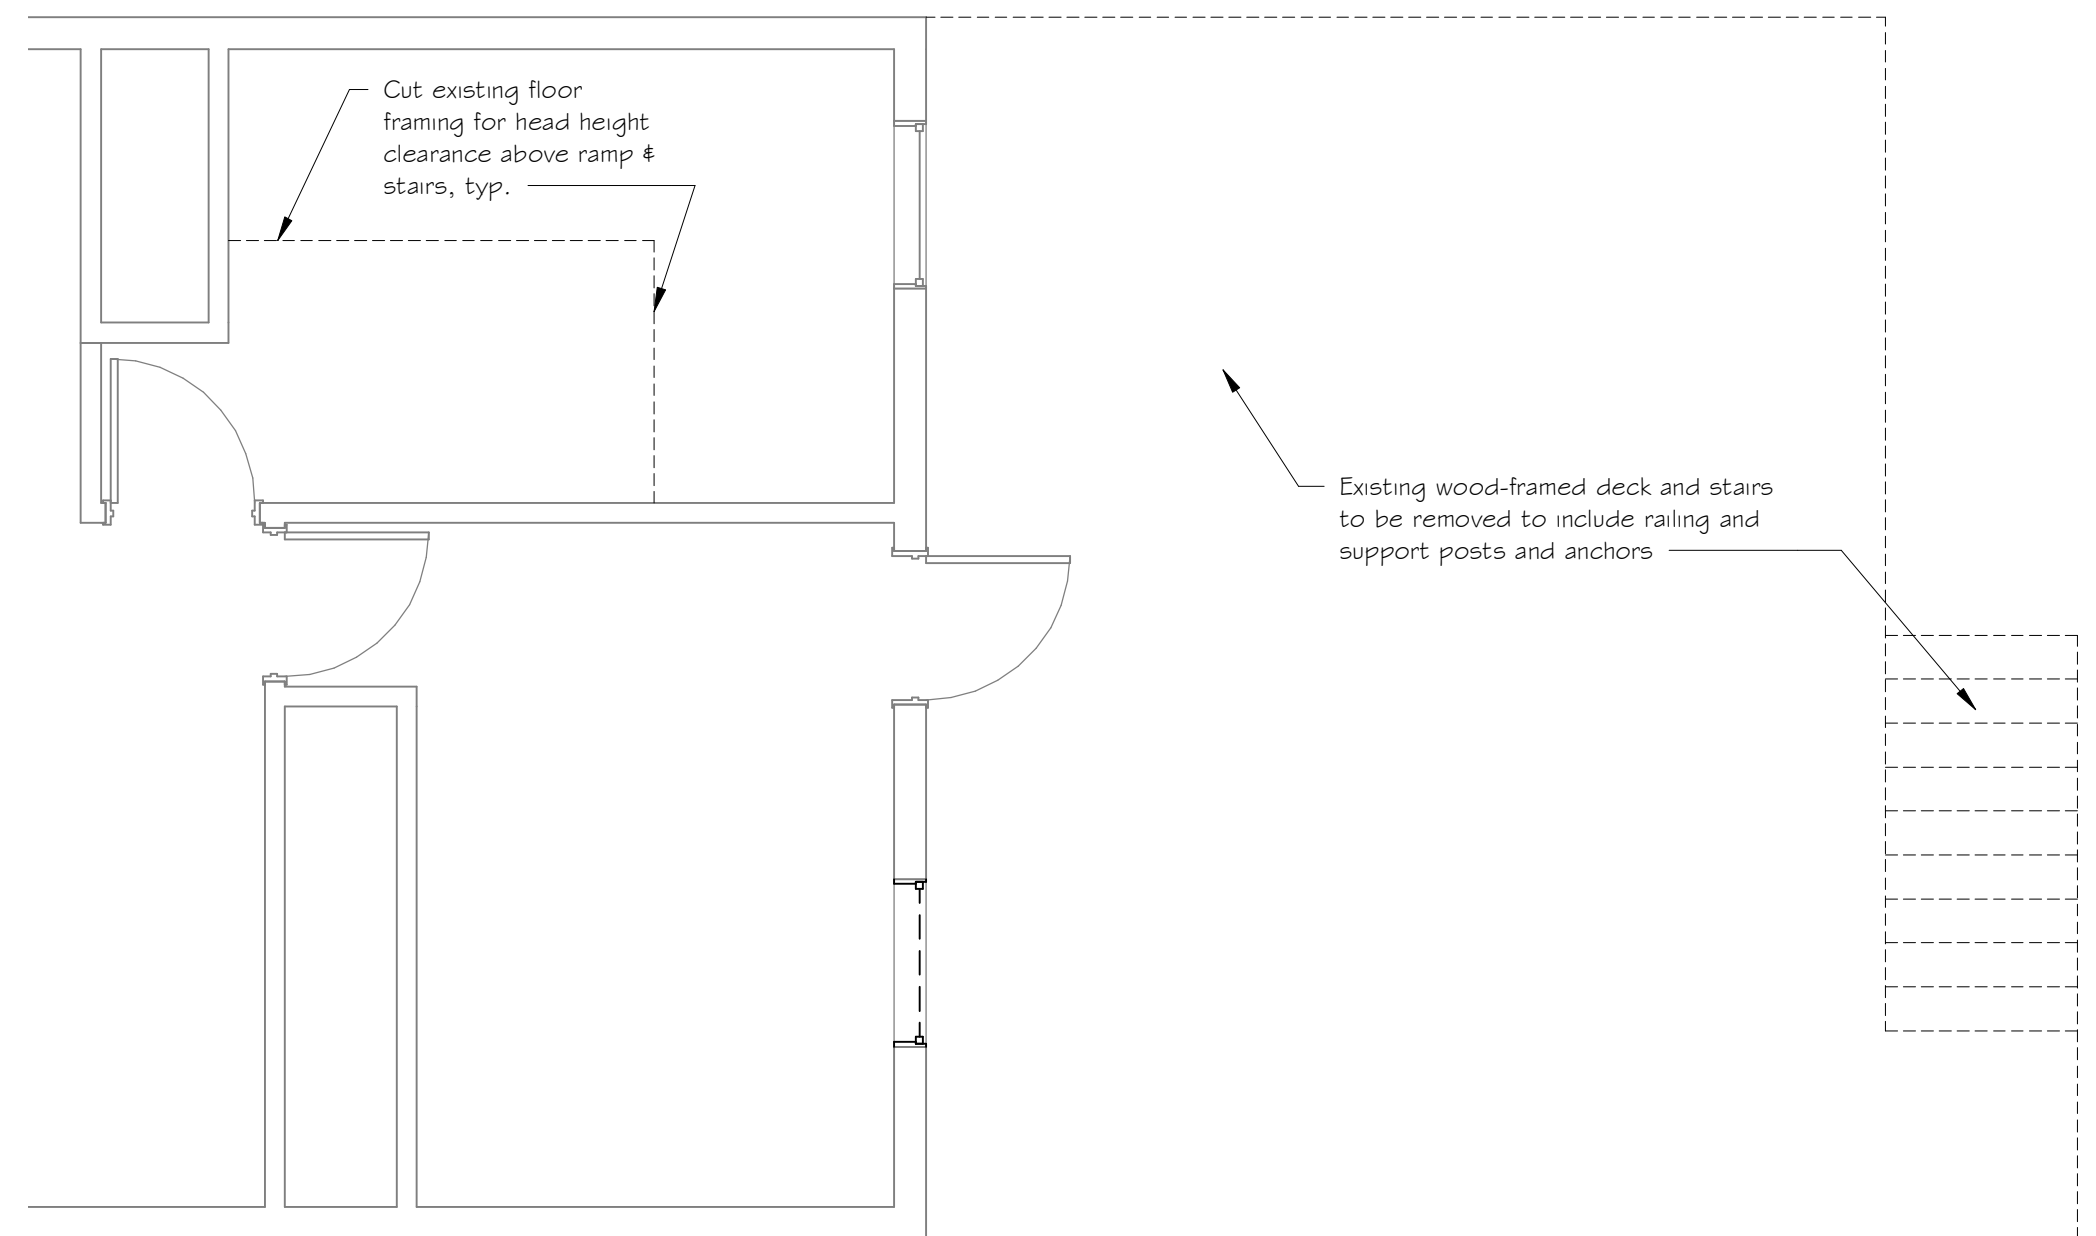 Cut existing floor
framing for head height
clearance above ramp &
stairs, typ.
Existing wood-framed deck and stairs
to be removed to include railing and
support posts and anchors